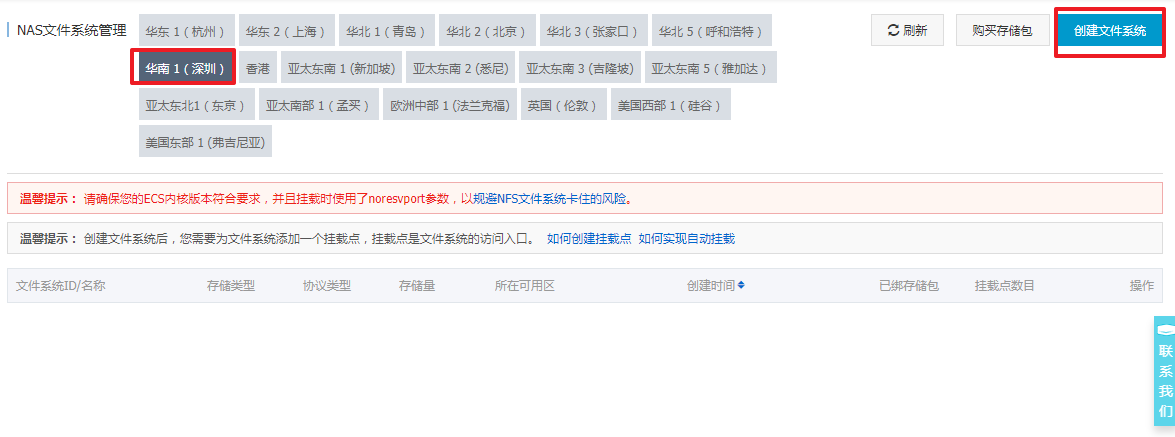 NAS文件系统管理 华东 1（杭州） 华东 2（上海） 华北 1（青岛） 华北 2（北京） 华北 3（张家口） 华北 5（呼和浩特） 刷新 购买存储包 创建文件系统
华南 1（深圳） 香港 亚太东南 1 (新加坡) 亚太东南 2 (悉尼) 亚太东南 3 (吉隆坡) 亚太东南 5（雅加达）
亚太东北1（东京） 亚太南部 1（孟买） 欧洲中部 1 (法兰克福) 英国（伦敦） 美国西部 1（硅谷）
美国东部 1 (弗吉尼亚)
温馨提示： 请确保您的ECS内核版本符合要求，并且挂载时使用了noresvport参数，以规避NFS文件系统卡住的风险。
温馨提示： 创建文件系统后，您需要为文件系统添加一个挂载点，挂载点是文件系统的访问入口。 如何创建挂载点 如何实现自动挂载
文件系统ID/名称 存储类型 协议类型 存储量 所在可用区 创建时间 已绑存储包 挂载点数目 操作
联
系
我
们